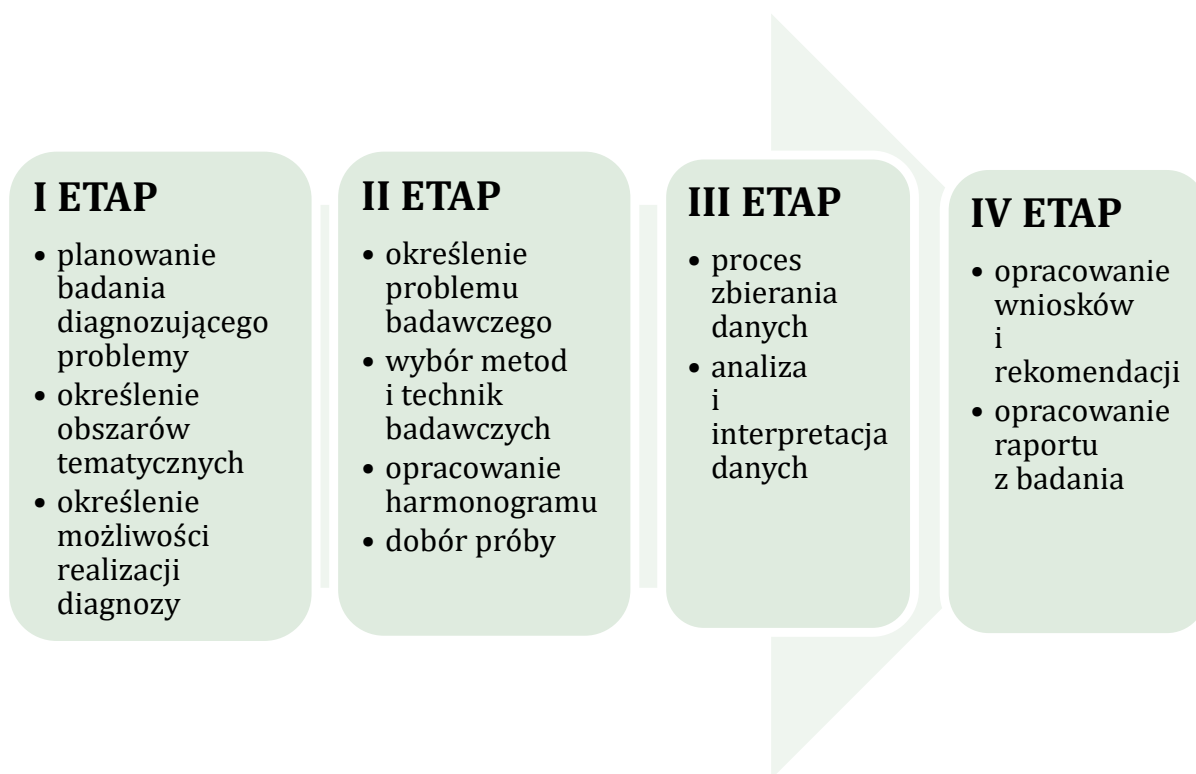 I ETAP
• planowanie
badania
diagnozującego
problemy
• określenie
obszarów
tematycznych
• określenie
możliwości
realizacji
diagnozy
II ETAP
• określenie
problemu
badawczego
• wybór metod
i technik
badawczych
• opracowanie
harmonogramu
• dobór próby
III ETAP
• proces
zbierania
danych
• analiza
i
interpretacja
danych
IV ETAP
• opracowanie
wniosków
i
rekomendacji
• opracowanie
raportu
z badania